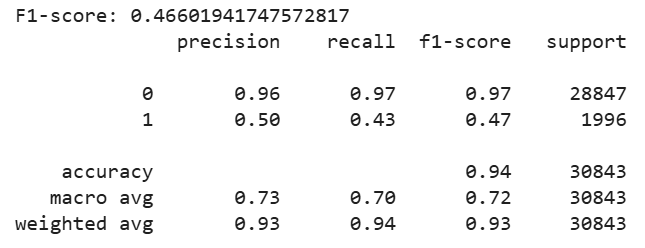 F1-score: 0.46601941747572817
precision recall f1-score support
0 0.96 0.97 0.97 28847
1 0.50 0.43 0.47 1996
accuracy 0.94 30843
macro avg 0.73 0.70 0.72 30843
weighted avg 0.93 0.94 0.93 30843